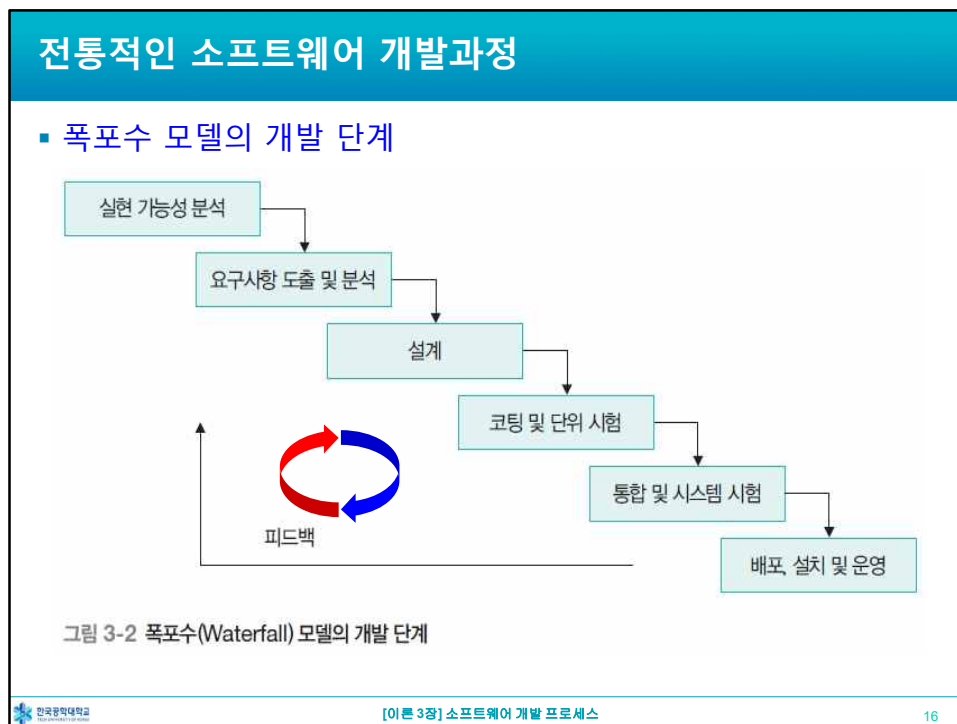 전통적인 소프트웨어 개발과정
▪ 폭포수 모델의 개발 단계
실현 가능성 분석
요구사항 도출 및 분석
설계
코팅 및 단위 시험
통합 및 시스템 시험
배포, 설치 및 운영
피드백
그림 3-2 폭포수(Waterfall) 모델의 개발 단계
한국공학대학교
TECH UNIVERSITY OF KOREA
[이론 3장] 소프트웨어 개발 프로세스
16